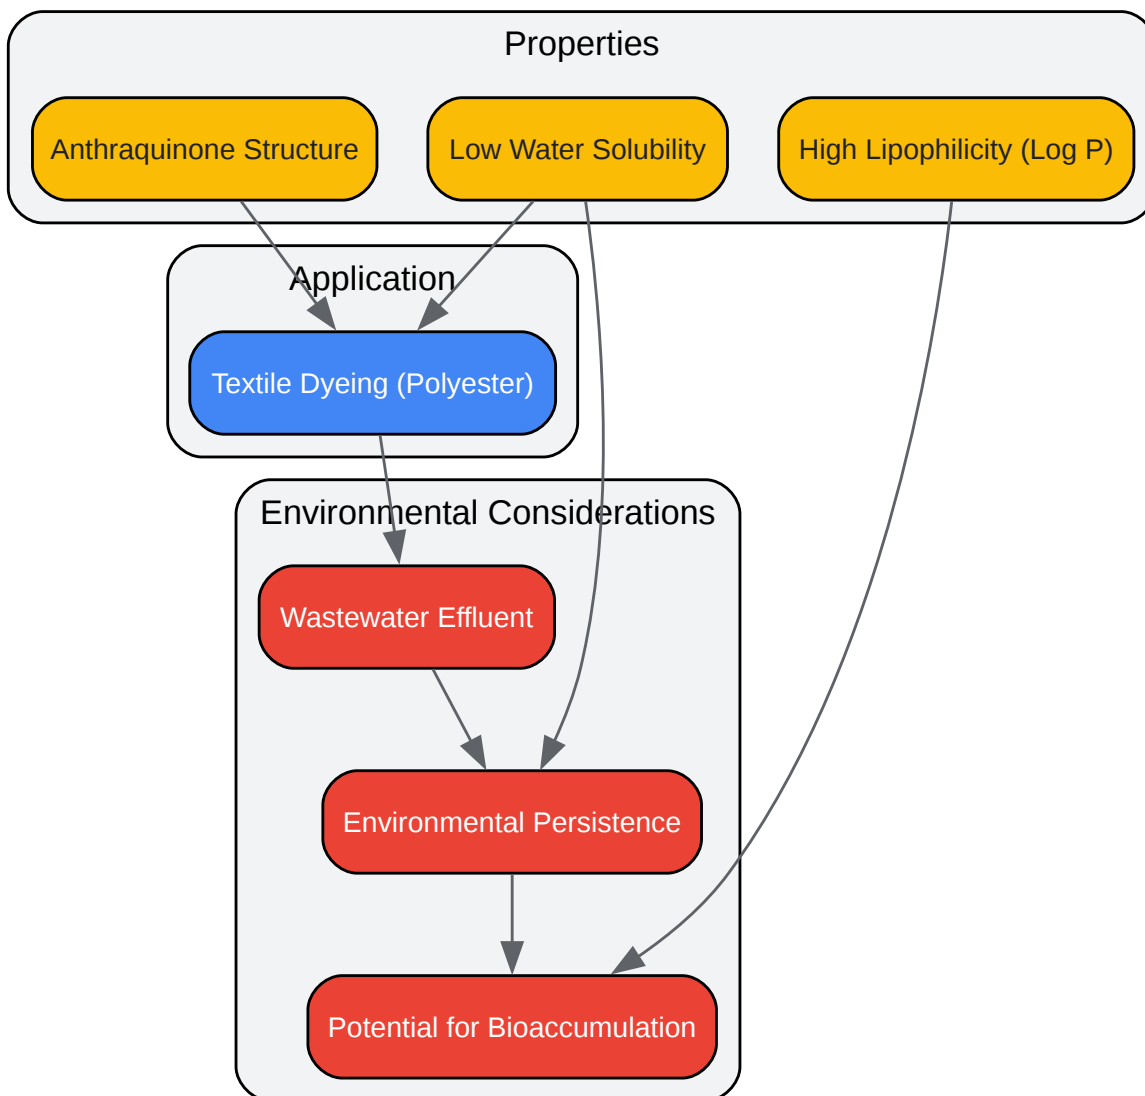 Properties
Anthraquinone Structure
Low Water Solubility
High Lipophilicity (Log P)
Application
Textile Dyeing (Polyester)
Environmental Considerations
Wastewater Effluent
Environmental Persistence
Potential for Bioaccumulation